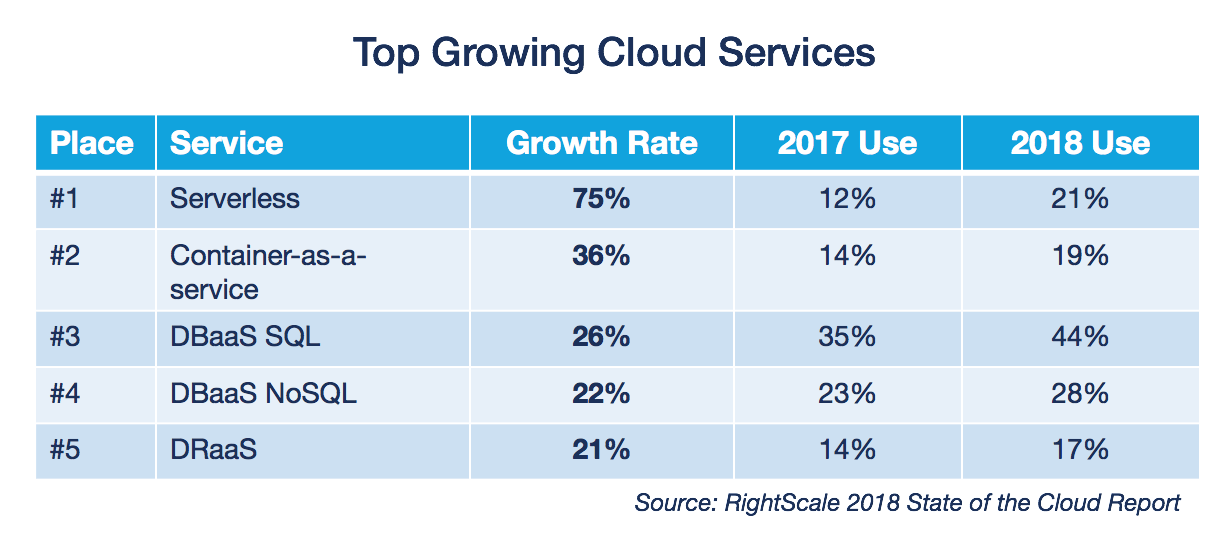 Top Growing Cloud Services
Place Service Growth Rate 2017 Use 2018 Use
#1 Serverless 75% 12% 21%
#2 Container-as-a- 36% 14% 19%
service
#3 DBaaS SQL 26% 35% 44%
#4 DBaaS NoSQL 22% 23% 28%
#5 DRaaS 21% 14% 17%
Source: RightScale 2018 State of the Cloud Report